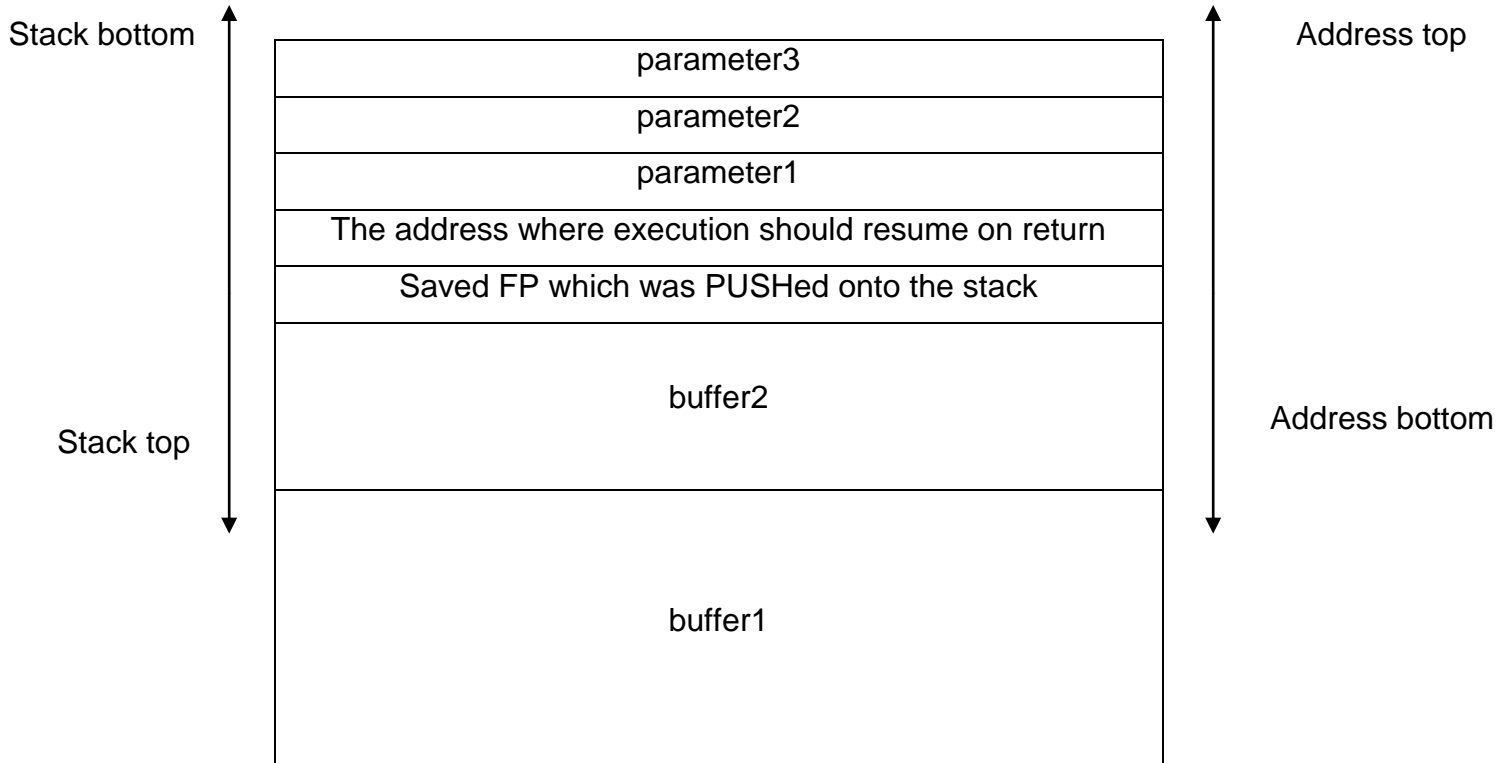 Stack bottom
Address top
parameter3
parameter2
parameter1
The address where execution should resume on return
Saved FP which was PUSHed onto the stack
buffer2
Address bottom
Stack top
buffer1